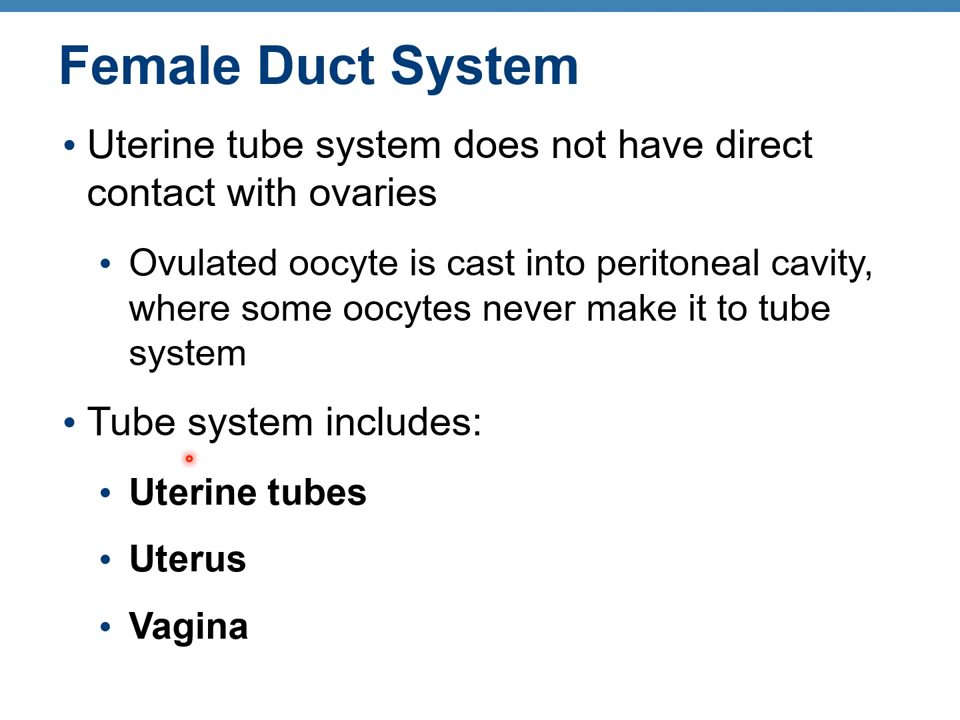 Female Duct System
• Uterine tube system does not have direct
contact with ovaries
• Ovulated oocyte is cast into peritoneal cavity,
where some oocytes never make it to tube
system
• Tube system includes:
• Uterine tubes
• Uterus
• Vagina